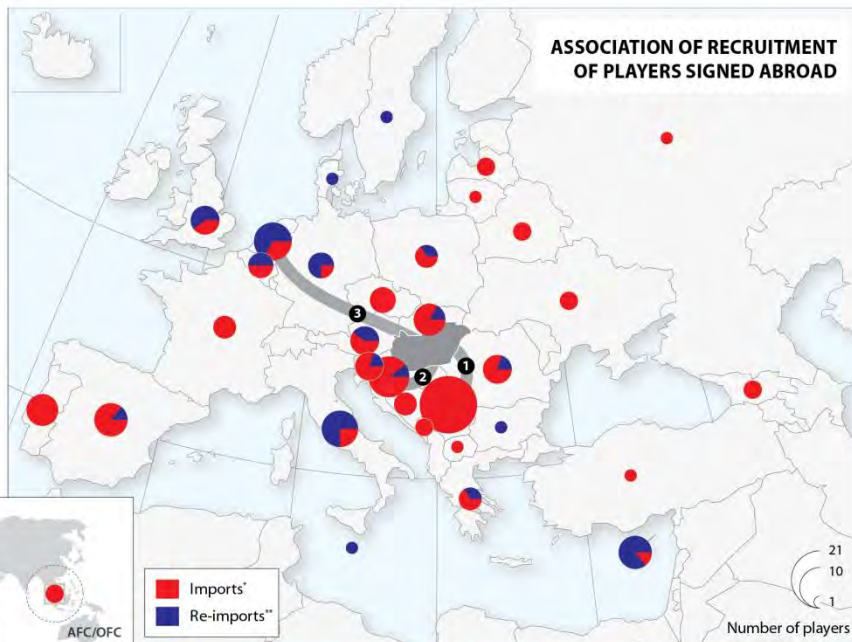 ASSOCIATION OF RECRUITMENT
OF PLAYERS SIGNED ABROAD
3
1
2
Imports*
Re-imports**
AFC/OFC
21
10
1
Number of players